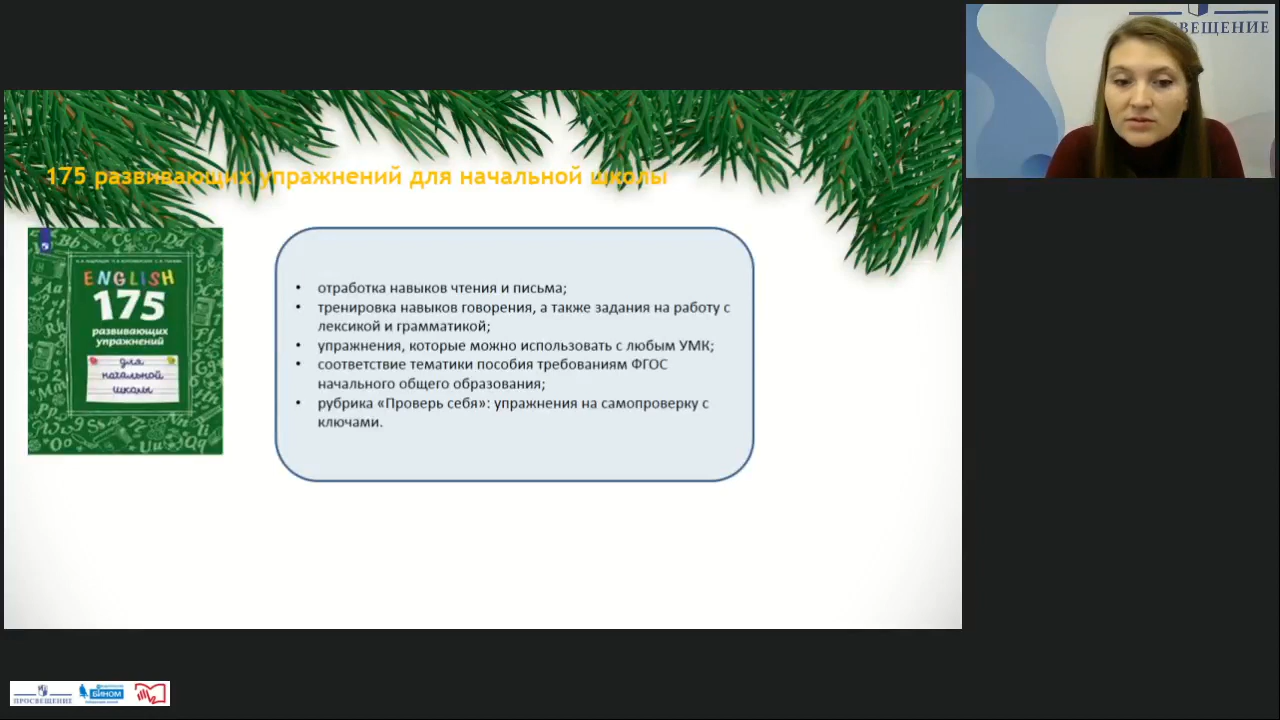 ПРОСВЕЩЕНИЕ
175 развивающих упражнений для начальной школы
ENGLISH
175
развивающих
упражнений
для
начальной
школы
• отработка навыков чтения и письма;
• тренировка навыков говорения, а также задания на работу с
лексикой и грамматикой;
• упражнения, которые можно использовать с любым УМК;
• соответствие тематики пособия требованиям ФГОС
начального общего образования;
• рубрика «Проверь себя»: упражнения на самопроверку с
ключами.
ПРОСВЕЩЕНИЕ
БИНОМ